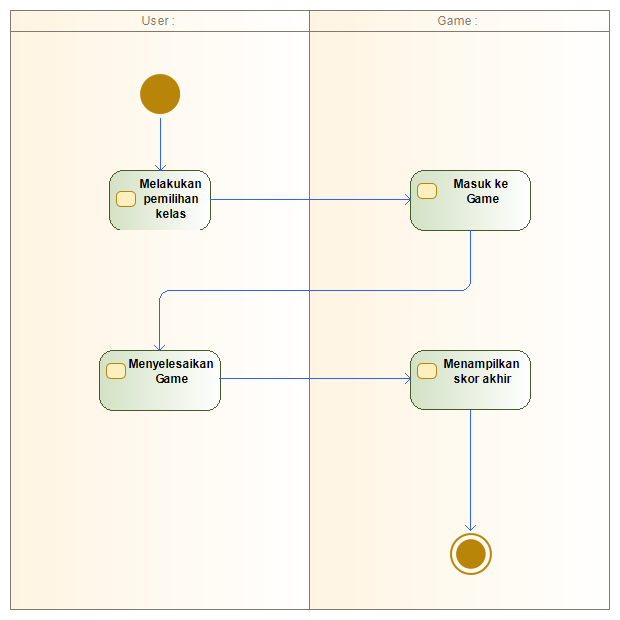 User :
Game :
Melakukan
pemilihan
kelas
Masuk ke
Game
Menyelesaikan
Game
Menampilkan
skor akhir